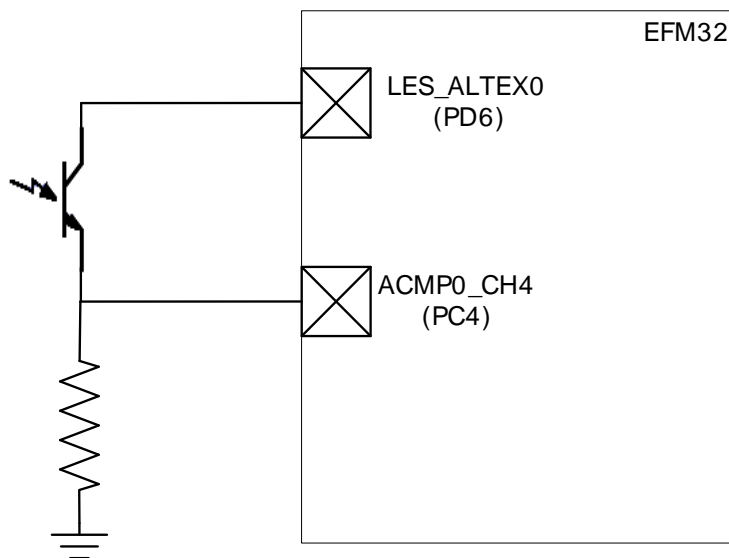 EFM32
LES_ALTEX0
(PD6)
ACMP0_CH4
(PC4)